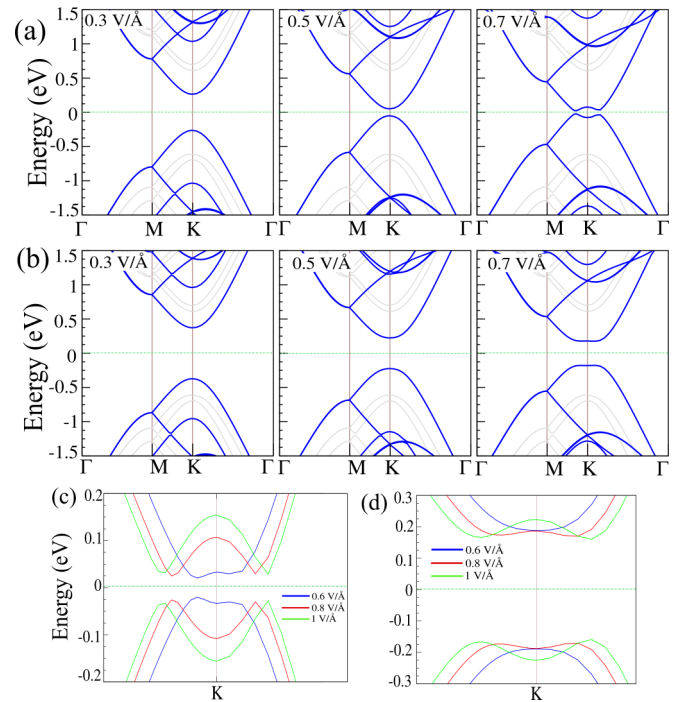 (a)
0.3 V/Å
0.5 V/Å
0.7 V/Å
Energy (eV)
1.5
1
0.5
0
-0.5
-1
-1.5
Γ M K Γ Γ M K Γ Γ M K Γ
(b)
0.3 V/Å
0.5 V/Å
0.7 V/Å
Energy (eV)
1.5
1
0.5
0
-0.5
-1
-1.5
Γ M K Γ Γ M K Γ Γ M K Γ
(c)
Energy (eV)
0.2
0.1
0
-0.1
-0.2
0.6 V/Å
0.8 V/Å
1 V/Å
K
(d)
0.3
0.2
0.1
0
-0.1
-0.2
-0.3
0.6 V/Å
0.8 V/Å
1 V/Å
K